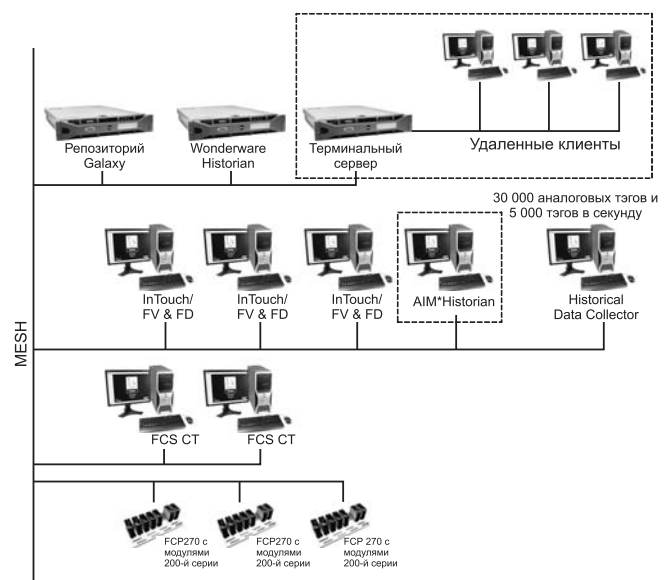 Репозиторий
Galaxy
Wonderware
Historian
Терминальный
сервер
Удаленные клиенты
30 000 аналоговых тэгов и
5 000 тэгов в секунду
InTouch/
FV & FD
InTouch/
FV & FD
InTouch/
FV & FD
AIM*Historian
Historical
Data Collector
MESH
FCS CT
FCS CT
FCP270 с
модулями
200-й серии
FCP270 с
модулями
200-й серии
FCP 270 с
модулями
200-й серии